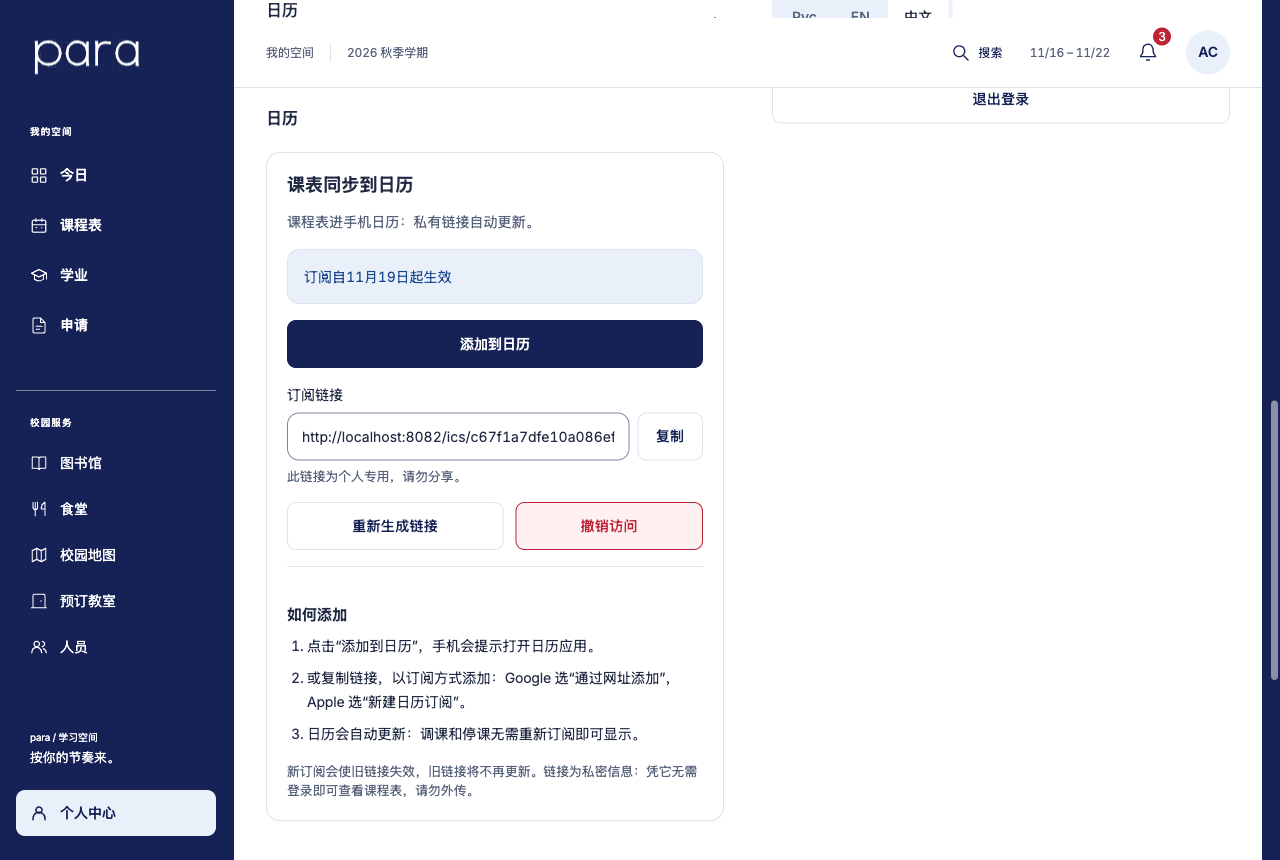 para
我的空间
今日
课程表
学业
申请
校园服务
图书馆
食堂
校园地图
预订教室
人员
para / 学习空间
按你的节奏来。
个人中心
日历
Рус EN 中文
我的空间 2026 秋季学期
搜索 11/16 – 11/22 3 AC
退出登录
日历
课表同步到日历
课程表进手机日历：私有链接自动更新。
订阅自11月19日起生效
添加到日历
订阅链接
http://localhost:8082/ics/c67f1a7dfe10a086ef
复制
此链接为个人专用，请勿分享。
重新生成链接 撤销访问
如何添加
1. 点击“添加到日历”，手机会提示打开日历应用。
2. 或复制链接，以订阅方式添加：Google 选“通过网址添加”，
Apple 选“新建日历订阅”。
3. 日历会自动更新：调课和停课无需重新订阅即可显示。
新订阅会使旧链接失效，旧链接将不再更新。链接为私密信息：凭它无需
登录即可查看课程表，请勿外传。